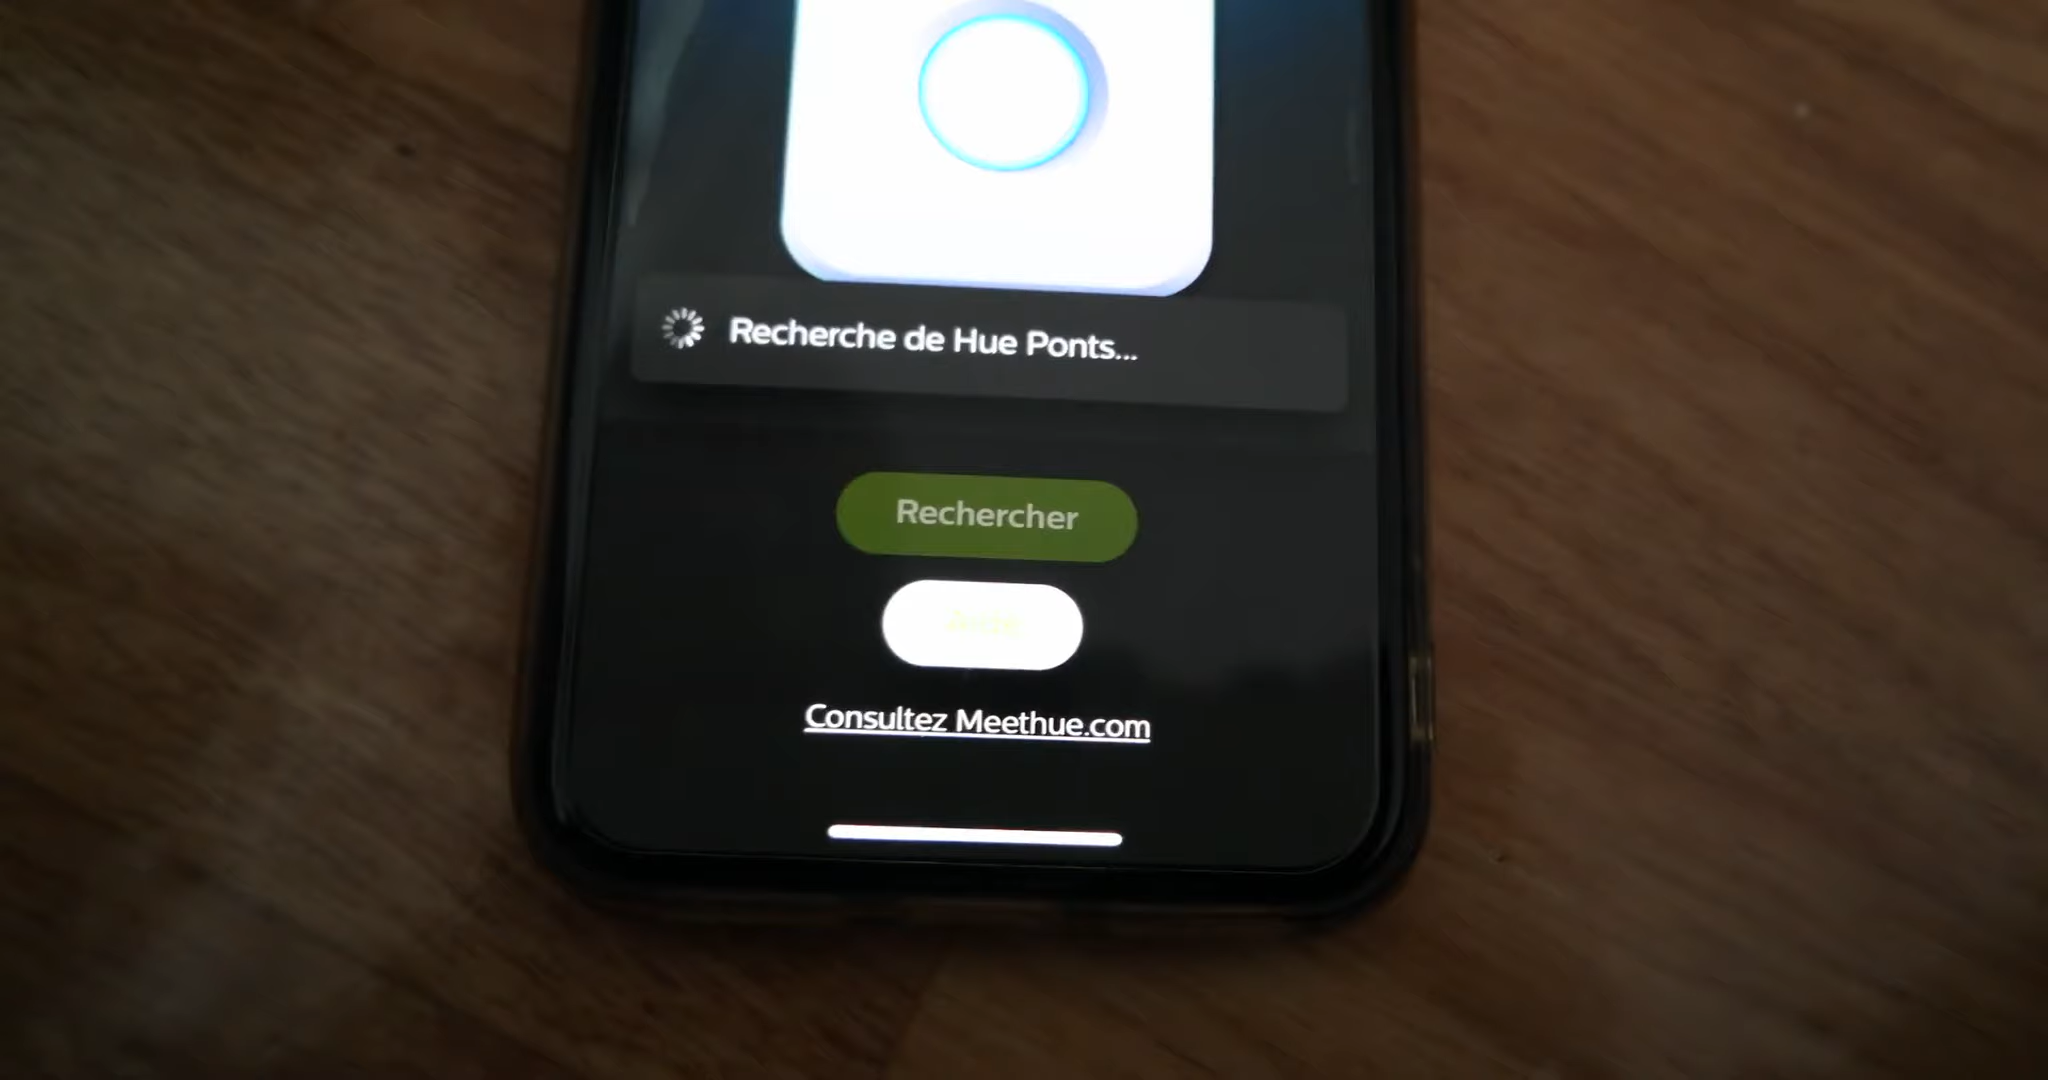 Recherche de Hue Ponts...
Rechercher
Consultez Meethue.com